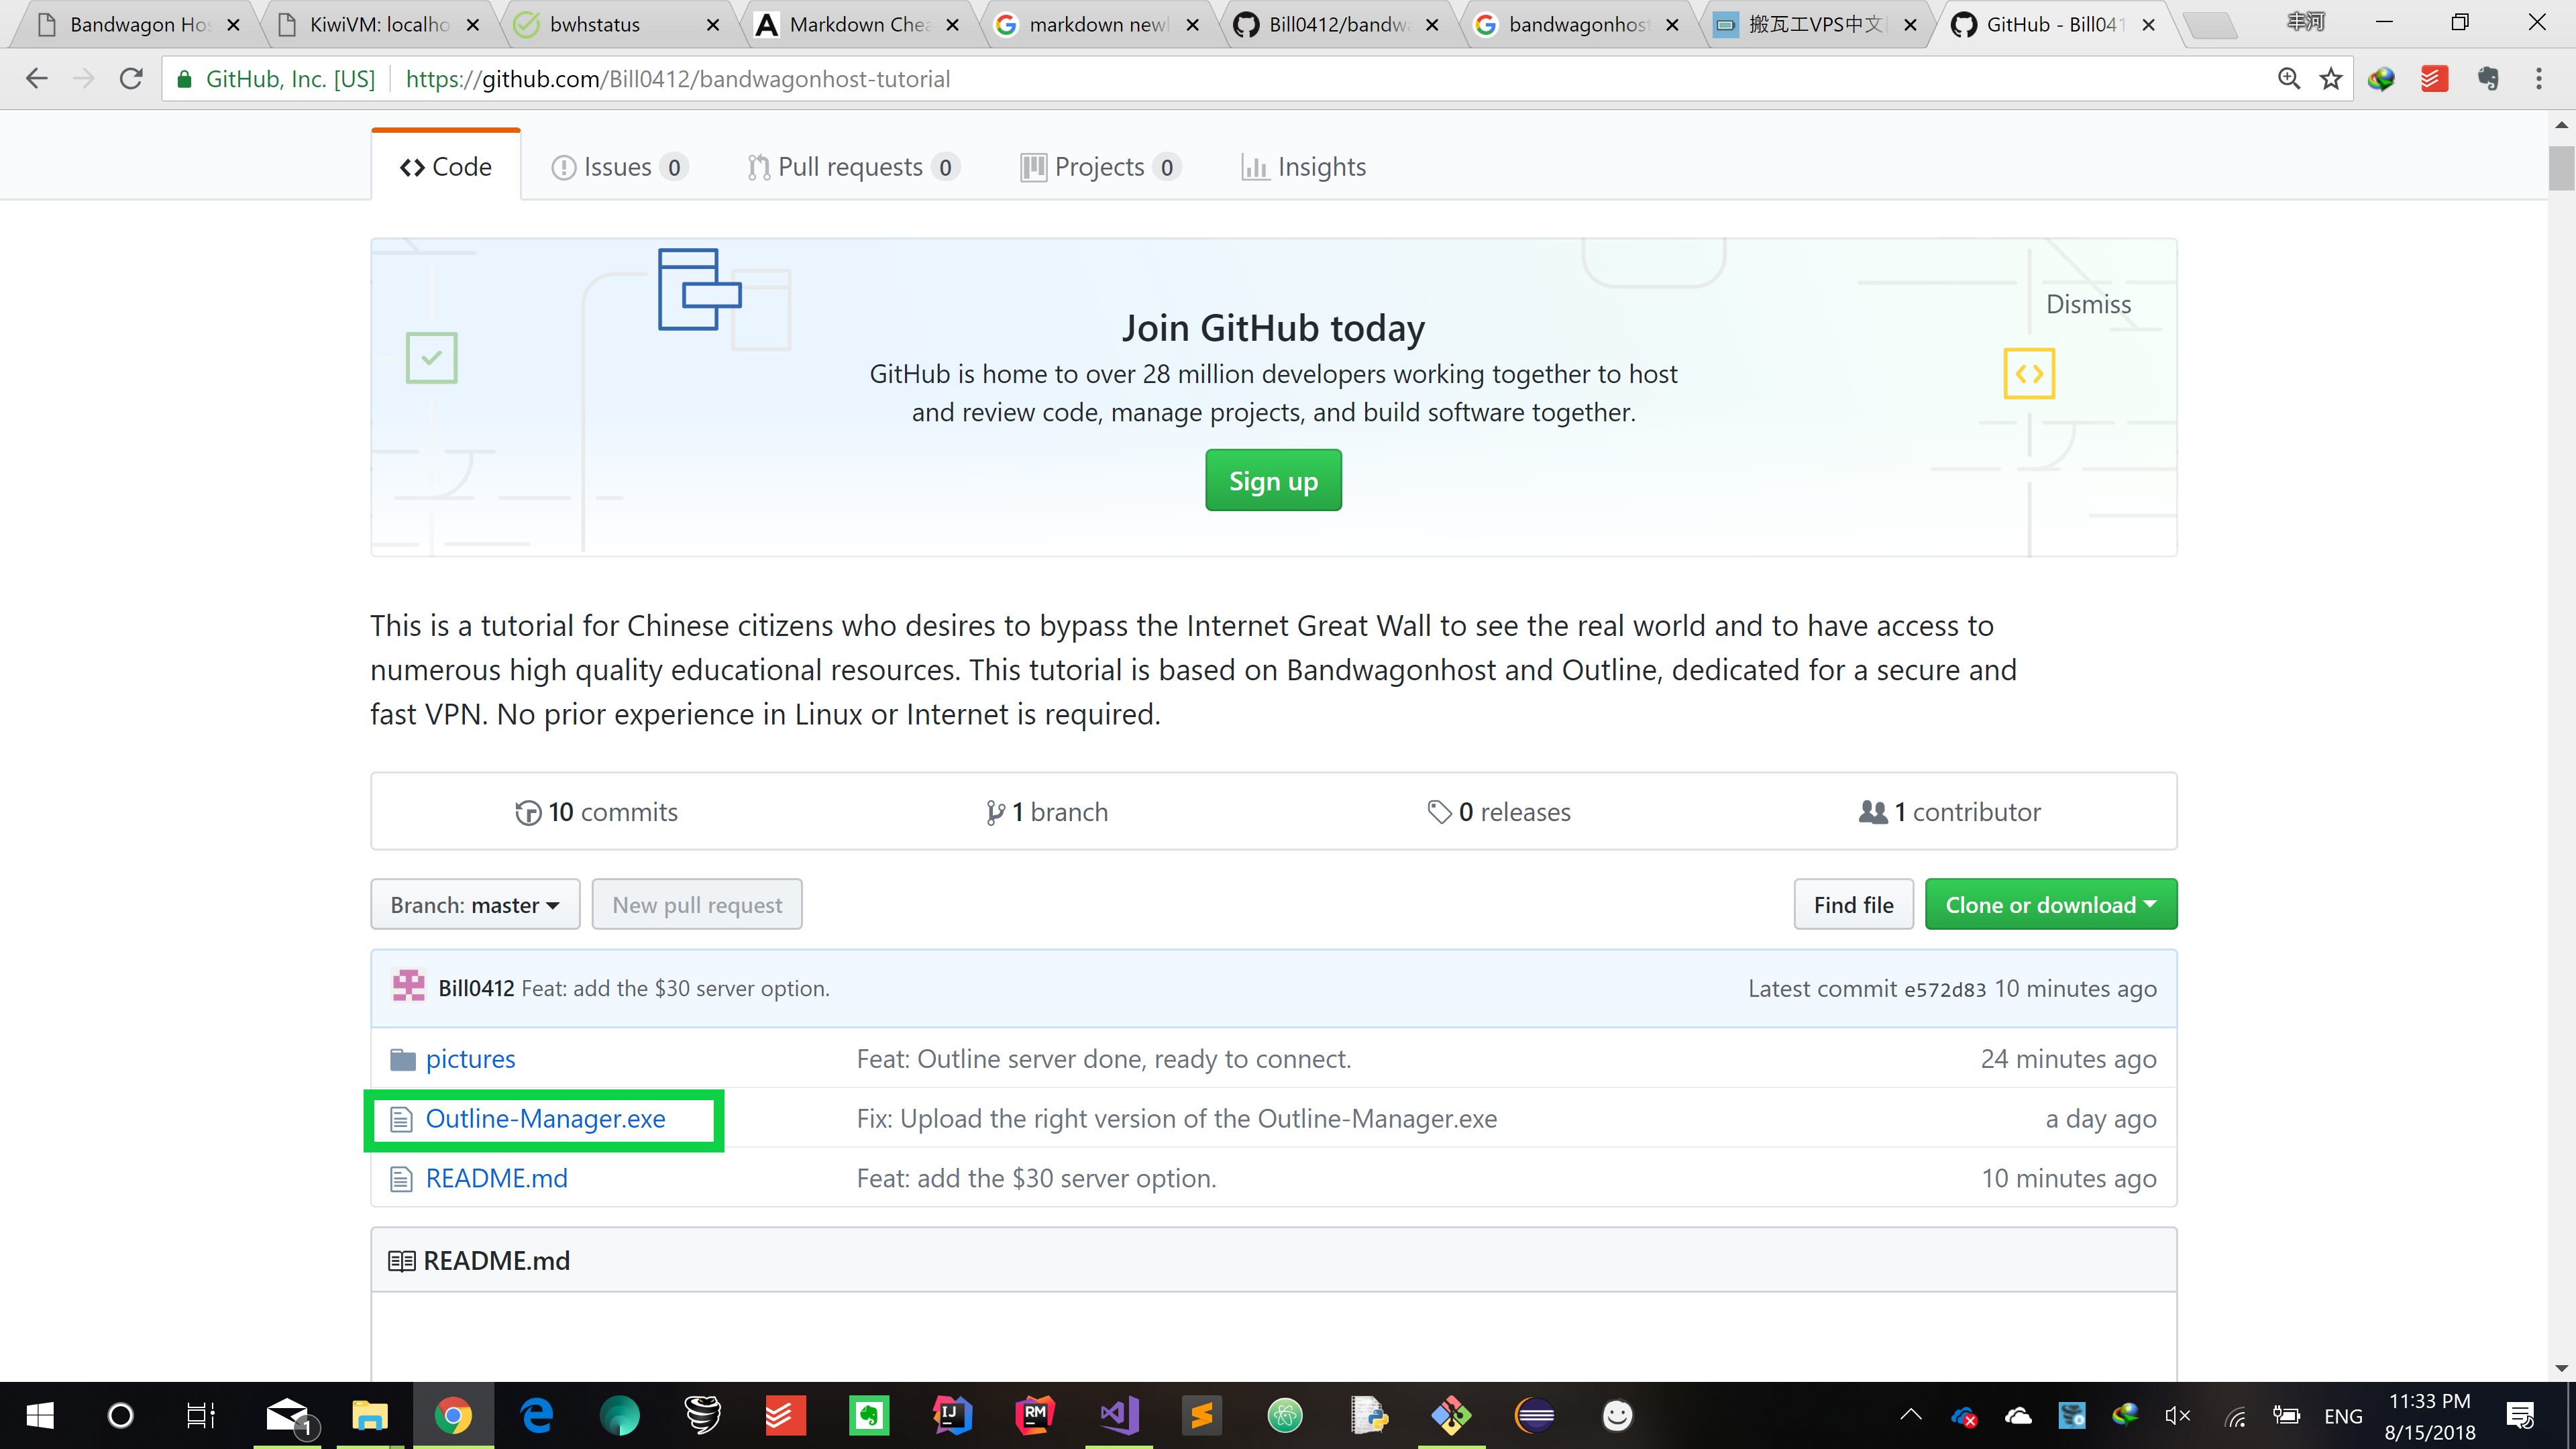 Bandwagon Hos
KiwiVM: localho
bwhstatus
Markdown Chea
markdown newl
Bill0412/bandwa
bandwagonhost
搬瓦工VPS中文
GitHub - Bill041
丰河
GitHub, Inc. [US]
https://github.com/Bill0412/bandwagonhost-tutorial
Code
Issues 0
Pull requests 0
Projects 0
Insights
Dismiss
Join GitHub today
GitHub is home to over 28 million developers working together to host
and review code, manage projects, and build software together.
Sign up
This is a tutorial for Chinese citizens who desires to bypass the Internet Great Wall to see the real world and to have access to
numerous high quality educational resources. This tutorial is based on Bandwagonhost and Outline, dedicated for a secure and
fast VPN. No prior experience in Linux or Internet is required.
10 commits
1 branch
0 releases
1 contributor
Branch: master
New pull request
Find file
Clone or download
Bill0412 Feat: add the $30 server option.
Latest commit e572d83 10 minutes ago
pictures
Feat: Outline server done, ready to connect.
24 minutes ago
Outline-Manager.exe
Fix: Upload the right version of the Outline-Manager.exe
a day ago
README.md
Feat: add the $30 server option.
10 minutes ago
README.md
1
IJ
RM
ENG
11:33 PM
8/15/2018